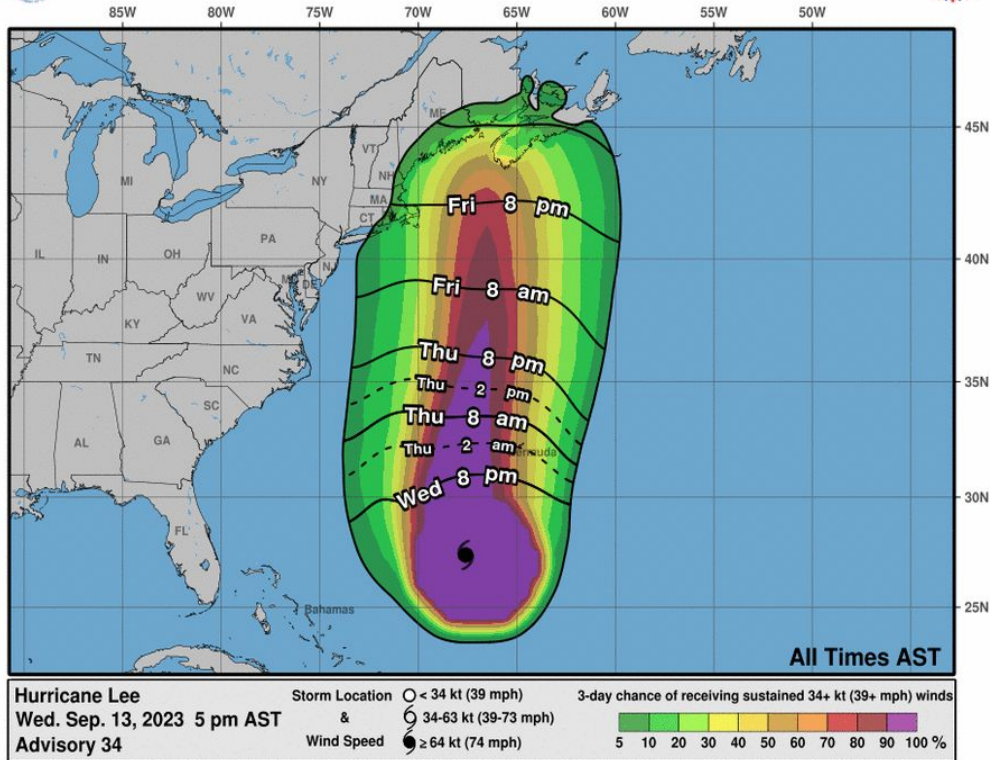 85W 80W 75W 70W 65W 60W 55W 50W
45N
40N
35N
30N
25N
ME
VT
NH
NY
MA
CT
MI
PA
IL
IN
OH
DE
WV
KY
VA
TN
NC
SC
AL
GA
FL
Bahamas
Fri 8 pm
Fri 8 am
Thu 8 pm
Thu 2 pm
Thu 8 am
Thu 2 am
Wed 8 pm
All Times AST
Hurricane Lee
Wed. Sep. 13, 2023 5 pm AST
Advisory 34
Storm Location
&
Wind Speed
< 34 kt (39 mph)
34-63 kt (39-73 mph)
≥ 64 kt (74 mph)
3-day chance of receiving sustained 34+ kt (39+ mph) winds
5 10 20 30 40 50 60 70 80 90 100 %